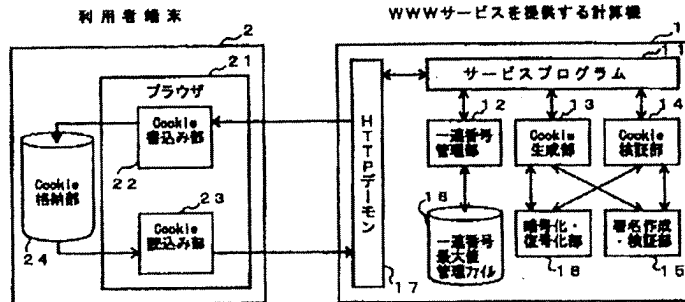 利用者端末
2
21
ブラウザ
Cookie
書込み部
22
Cookie
格納部
24
23
Cookie
読込み部
WWWサービスを提供する計算機
1
11
サービスプログラム
HTTPデーモン
17
12
一連番号
管理部
13
Cookie
生成部
14
Cookie
検証部
18
一連番号
最大値
管理ファイル
暗号化・
復号化部
16
署名作成
・検証部
15